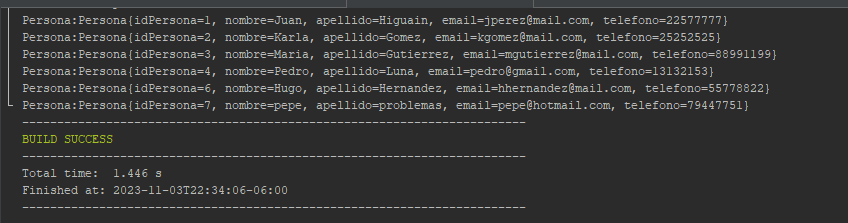 Persona:Persona{idPersona=1, nombre=Juan, apellido=Higuain, email=jperez@mail.com, telefono=22577777}
Persona:Persona{idPersona=2, nombre=Karla, apellido=Gomez, email=kgomez@mail.com, telefono=25252525}
Persona:Persona{idPersona=3, nombre=Maria, apellido=Gutierrez, email=mgutierrez@mail.com, telefono=88991199}
Persona:Persona{idPersona=4, nombre=Pedro, apellido=Luna, email=pedro@gmail.com, telefono=13132153}
Persona:Persona{idPersona=6, nombre=Hugo, apellido=Hernandez, email=hhernandez@mail.com, telefono=55778822}
Persona:Persona{idPersona=7, nombre=pepe, apellido=problemas, email=pepe@hotmail.com, telefono=79447751}
------------------------------------------------------------------------
BUILD SUCCESS
------------------------------------------------------------------------
Total time:  1.446 s
Finished at: 2023-11-03T22:34:06-06:00
------------------------------------------------------------------------